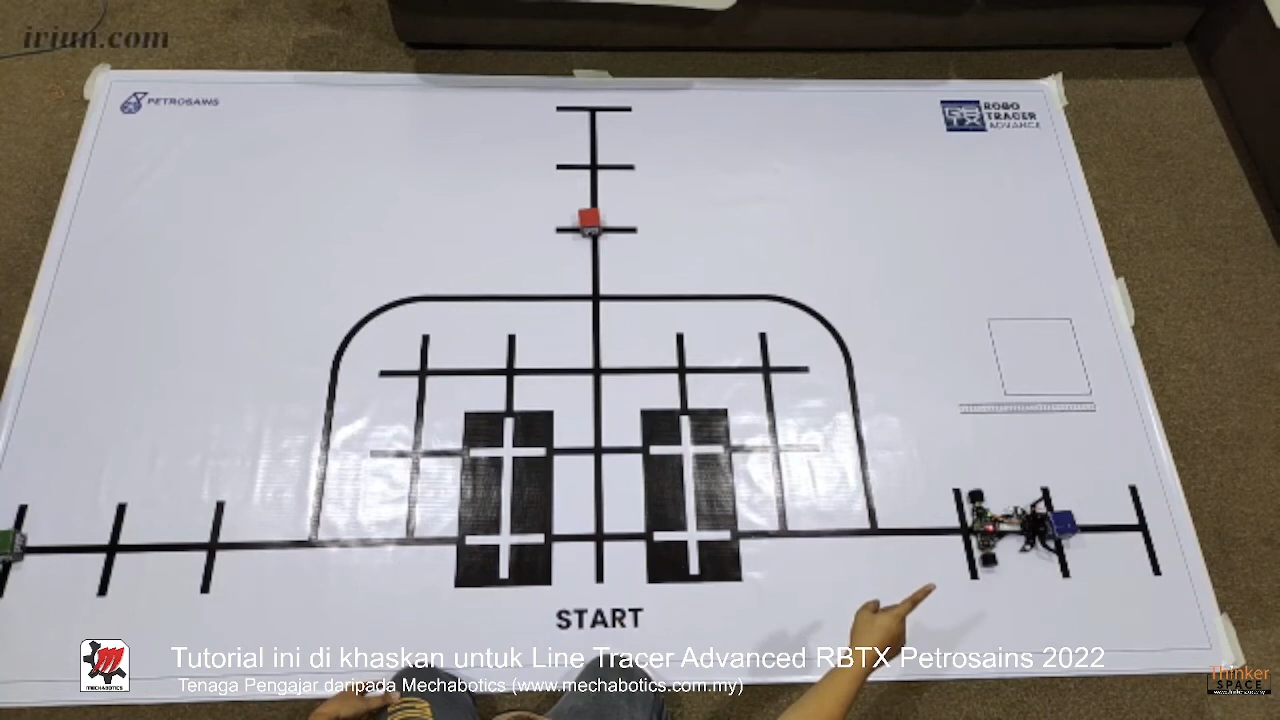 iriun.com
PETROSAINS
RBTX
ROBO
TRACER
ADVANCE
START
Tutorial ini di khaskan untuk Line Tracer Advanced RBTX Petrosains 2022
Tenaga Pengajar daripada Mechabotics (www.mechabotics.com.my)
m
MECHABOTICS
Thinker
SPACE